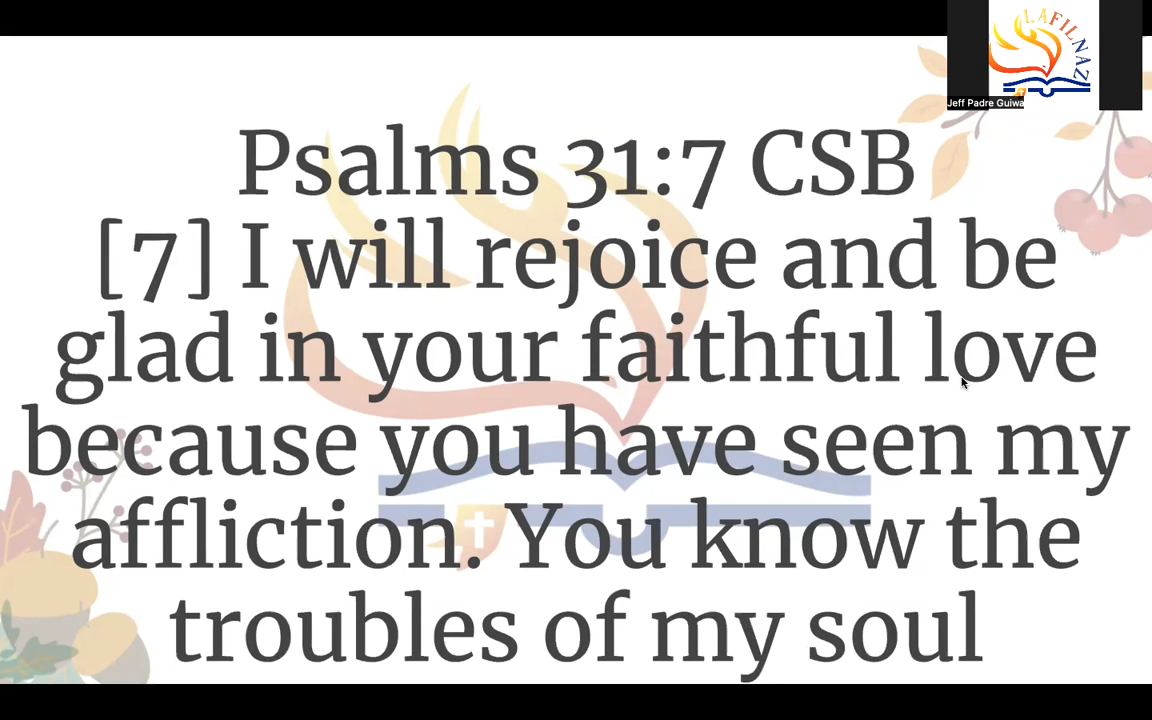 LAFILNAZ
Jeff Padre Guiwa
Psalms 31:7 CSB
[7] I will rejoice and be
glad in your faithful love
because you have seen my
affliction. You know the
troubles of my soul